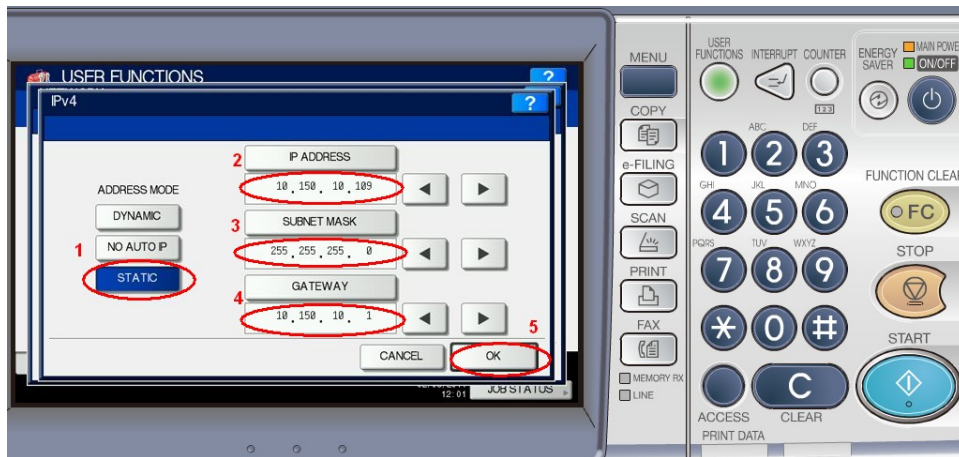 USER FUNCTIONS
?
IPv4
?
2
IP ADDRESS
10 . 150 . 10 . 109
ADDRESS MODE
DYNAMIC
3
SUBNET MASK
1
NO AUTO IP
255 . 255 . 255 . 0
STATIC
4
GATEWAY
10 . 150 . 10 . 1
5
CANCEL
OK
12:01
JOB STATUS
MENU
COPY
e-FILING
SCAN
PRINT
FAX
MEMORY RX
LINE
USER FUNCTIONS
INTERRUPT
COUNTER
123
ENERGY SAVER
MAIN POWE
ON/OFF
ABC
DEF
1
2
3
FUNCTION CLEAR
GHI
JKL
MNO
4
5
6
FC
PQRS
TUV
WXYZ
STOP
7
8
9
*
0
#
START
C
ACCESS
CLEAR
PRINT DATA